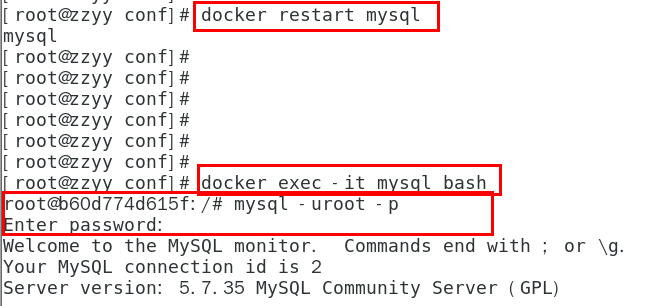 [root@zzyy conf]# docker restart mysql
mysql
[root@zzyy conf]#
[root@zzyy conf]#
[root@zzyy conf]#
[root@zzyy conf]#
[root@zzyy conf]#
[root@zzyy conf]#
[root@zzyy conf]# docker exec -it mysql bash
root@b60d774d615f:/# mysql -uroot -p
Enter password:
Welcome to the MySQL monitor.  Commands end with ; or \g.
Your MySQL connection id is 2
Server version: 5.7.35 MySQL Community Server (GPL)